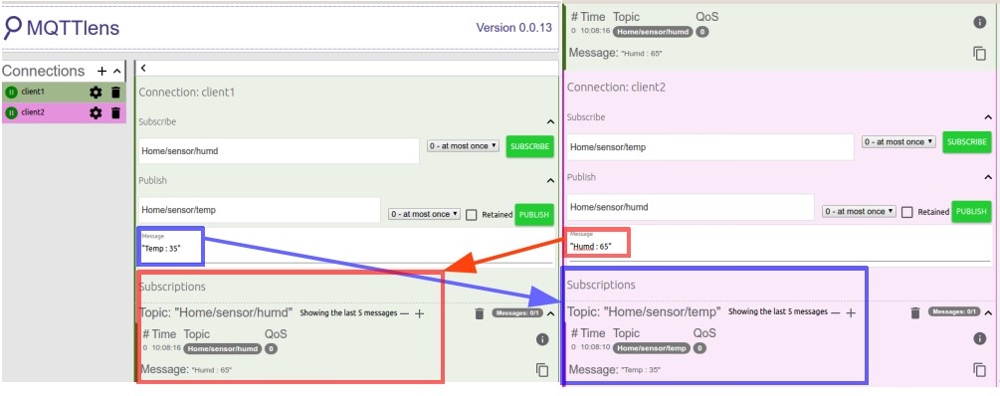 MQTTlens
Version 0.0.13
Connections
client1
client2
Connection: client1
Subscribe
Home/sensor/humd
0 - at most once
SUBSCRIBE
Publish
Home/sensor/temp
0 - at most once
Retained
PUBLISH
Message
"Temp : 35"
Subscriptions
Topic: "Home/sensor/humd" Showing the last 5 messages — + Messages: 0/1
# Time Topic QoS
0 10:08:16 Home/sensor/humd 0
Message: "Humd : 65"
# Time Topic QoS
0 10:08:16 Home/sensor/humd 0
Message: "Humd : 65"
Connection: client2
Subscribe
Home/sensor/temp
0 - at most once
SUBSCRIBE
Publish
Home/sensor/humd
0 - at most once
Retained
PUBLISH
Message
"Humd : 65"
Subscriptions
Topic: "Home/sensor/temp" Showing the last 5 messages — + Messages: 0/1
# Time Topic QoS
0 10:08:10 Home/sensor/temp 0
Message: "Temp : 35"